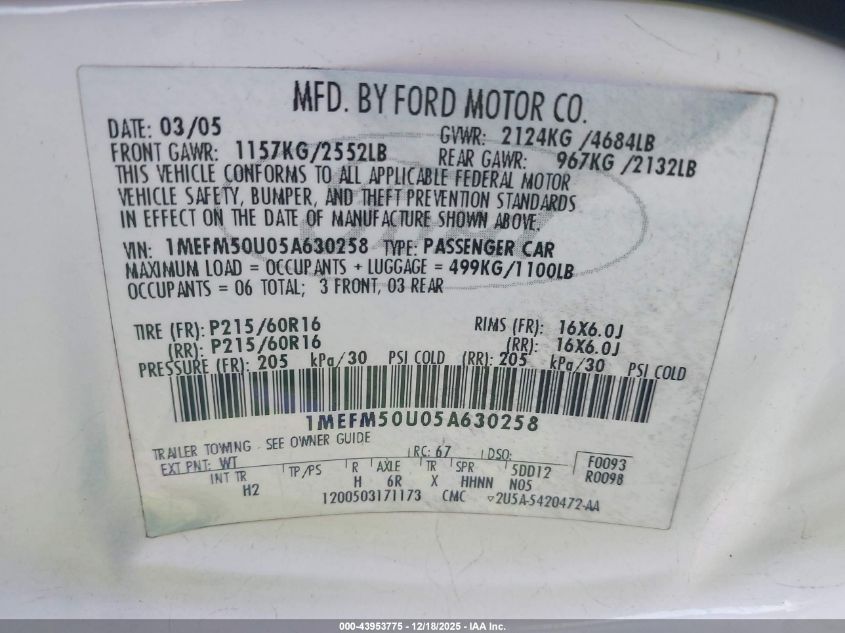 MFD. BY FORD MOTOR CO.
DATE: 03/05 GVWR: 2124KG /4684LB
FRONT GAWR: 1157KG/2552LB REAR GAWR: 967KG /2132LB
THIS VEHICLE CONFORMS TO ALL APPLICABLE FEDERAL MOTOR
VEHICLE SAFETY, BUMPER, AND THEFT PREVENTION STANDARDS
IN EFFECT ON THE DATE OF MANUFACTURE SHOWN ABOVE.
VIN: 1MEFM50U05A630258 TYPE: PASSENGER CAR
MAXIMUM LOAD = OCCUPANTS + LUGGAGE = 499KG/1100LB
OCCUPANTS = 06 TOTAL; 3 FRONT, 03 REAR
TIRE (FR): P215/60R16 RIMS (FR): 16X6.0J
(RR): P215/60R16 (RR): 16X6.0J
PRESSURE (FR): 205 kPa/30 PSI COLD (RR): 205 kPa/30 PSI COLD
1MEFM50U05A630258
TRAILER TOWING - SEE OWNER GUIDE
EXT PNT: WT RC: 67 DSO: F0093
INT TR TP/PS R AXLE TR SPR 5DD12 R0098
H2 H 6R X HHNN N05
1200503171173 CMC ▽2U5A-5420472-AA
000-43953775 - 12/18/2025 - IAA Inc.